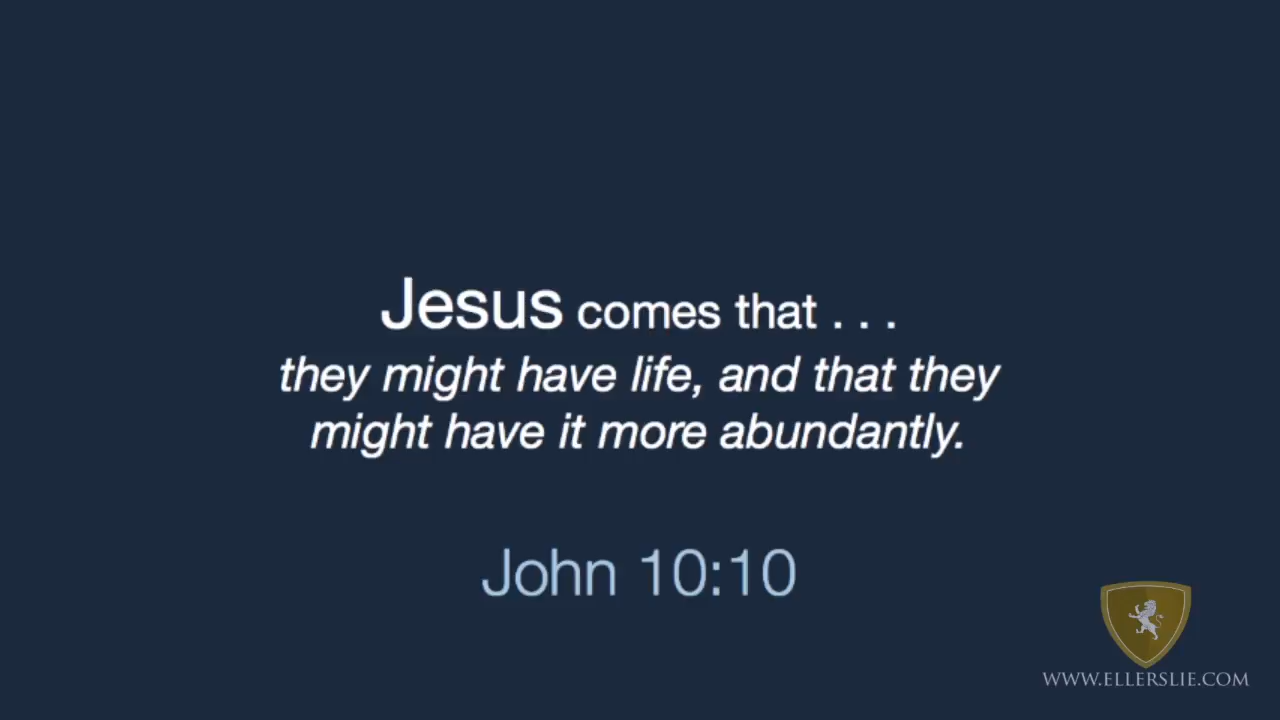 Jesus comes that . . .
they might have life, and that they
might have it more abundantly.
John 10:10
WWW.ELLERSLIE.COM